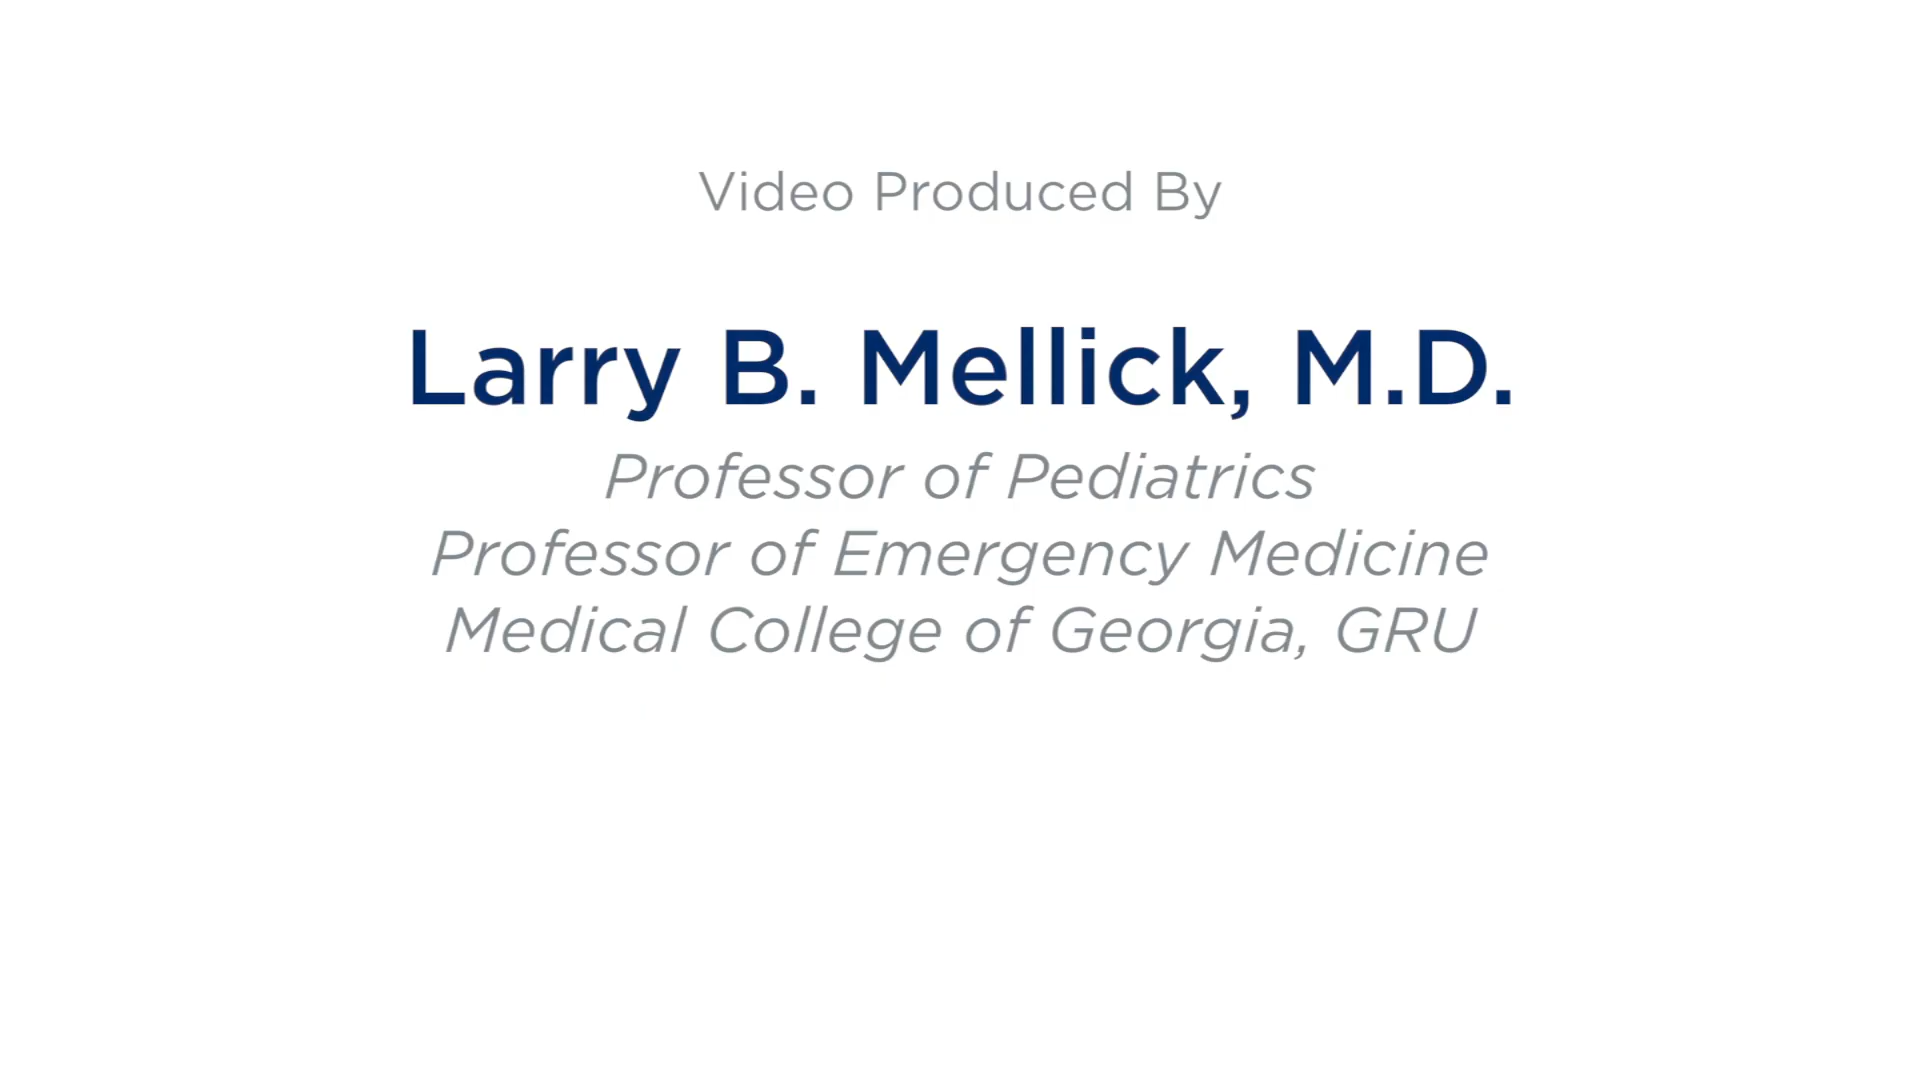 Video Produced By
Larry B. Mellick, M.D.
Professor of Pediatrics
Professor of Emergency Medicine
Medical College of Georgia, GRU